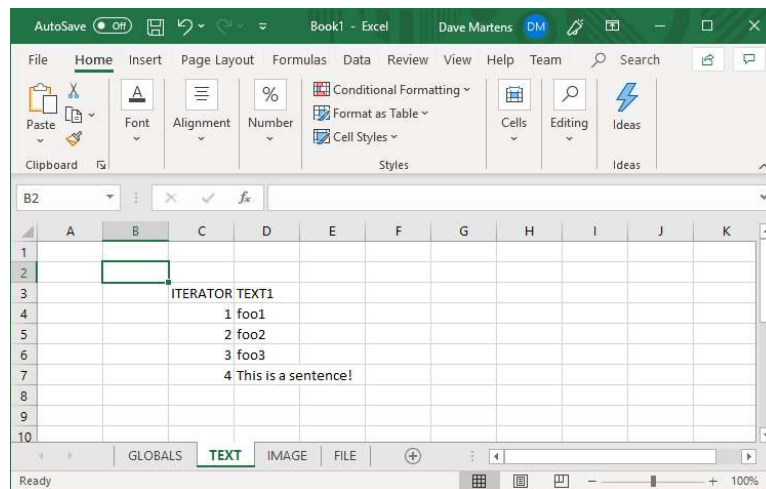 AutoSave Off Book1 - Excel Dave Martens DM
File Home Insert Page Layout Formulas Data Review View Help Team Search
Paste Font Alignment Number Conditional Formatting Format as Table Cell Styles Cells Editing Ideas
Clipboard Styles Ideas
B2 fx
A B C D E F G H I J K
1
2
3 ITERATOR TEXT1
4 1 foo1
5 2 foo2
6 3 foo3
7 4 This is a sentence!
8
9
10
GLOBALS TEXT IMAGE FILE
Ready 100%